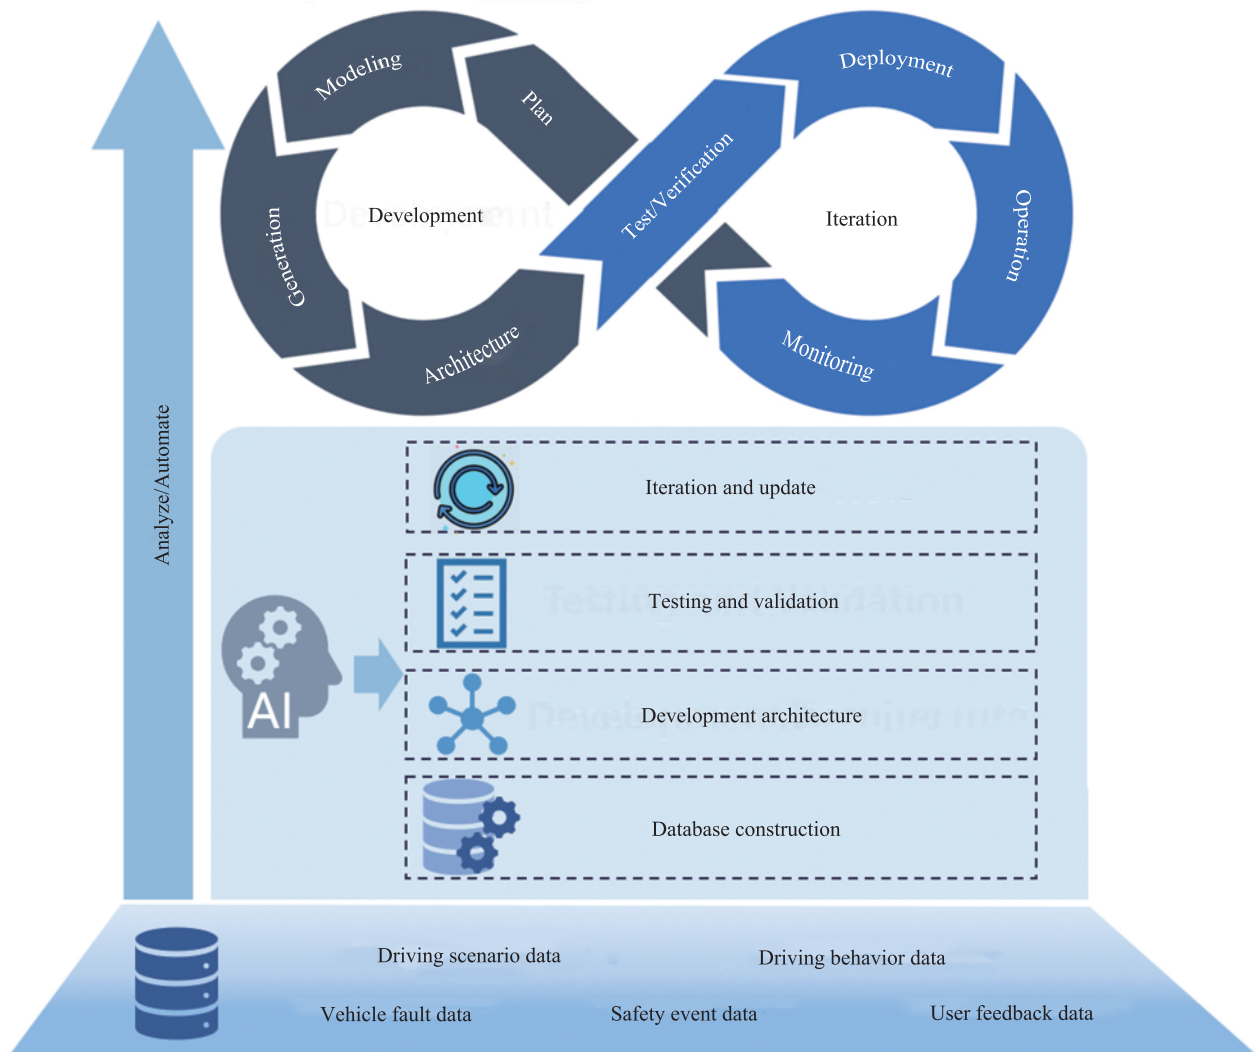 Modeling
Plan
Deployment
Generation
Development
Test/Verification
Iteration
Operation
Architecture
Monitoring
Analyze/Automate
Iteration and update
Testing and validation
AI
Development architecture
Database construction
Driving scenario data
Driving behavior data
Vehicle fault data
Safety event data
User feedback data